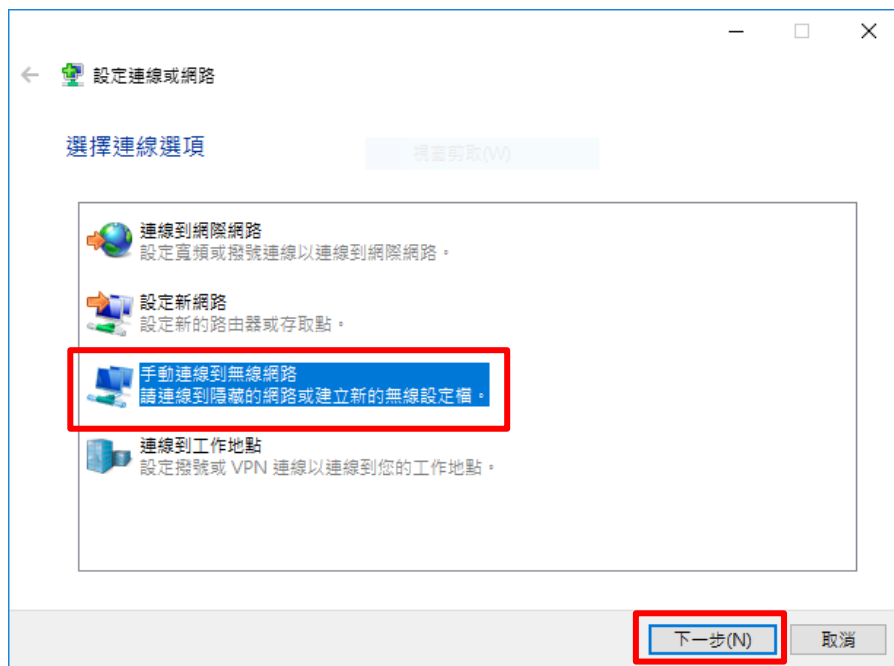 設定連線或網路
選擇連線選項
視窗剪取(W)
連線到網際網路
設定寬頻或撥號連線以連線到網際網路。
設定新網路
設定新的路由器或存取點。
手動連線到無線網路
請連線到隱藏的網路或建立新的無線設定檔。
連線到工作地點
設定撥號或 VPN 連線以連線到您的工作地點。
下一步(N)
取消